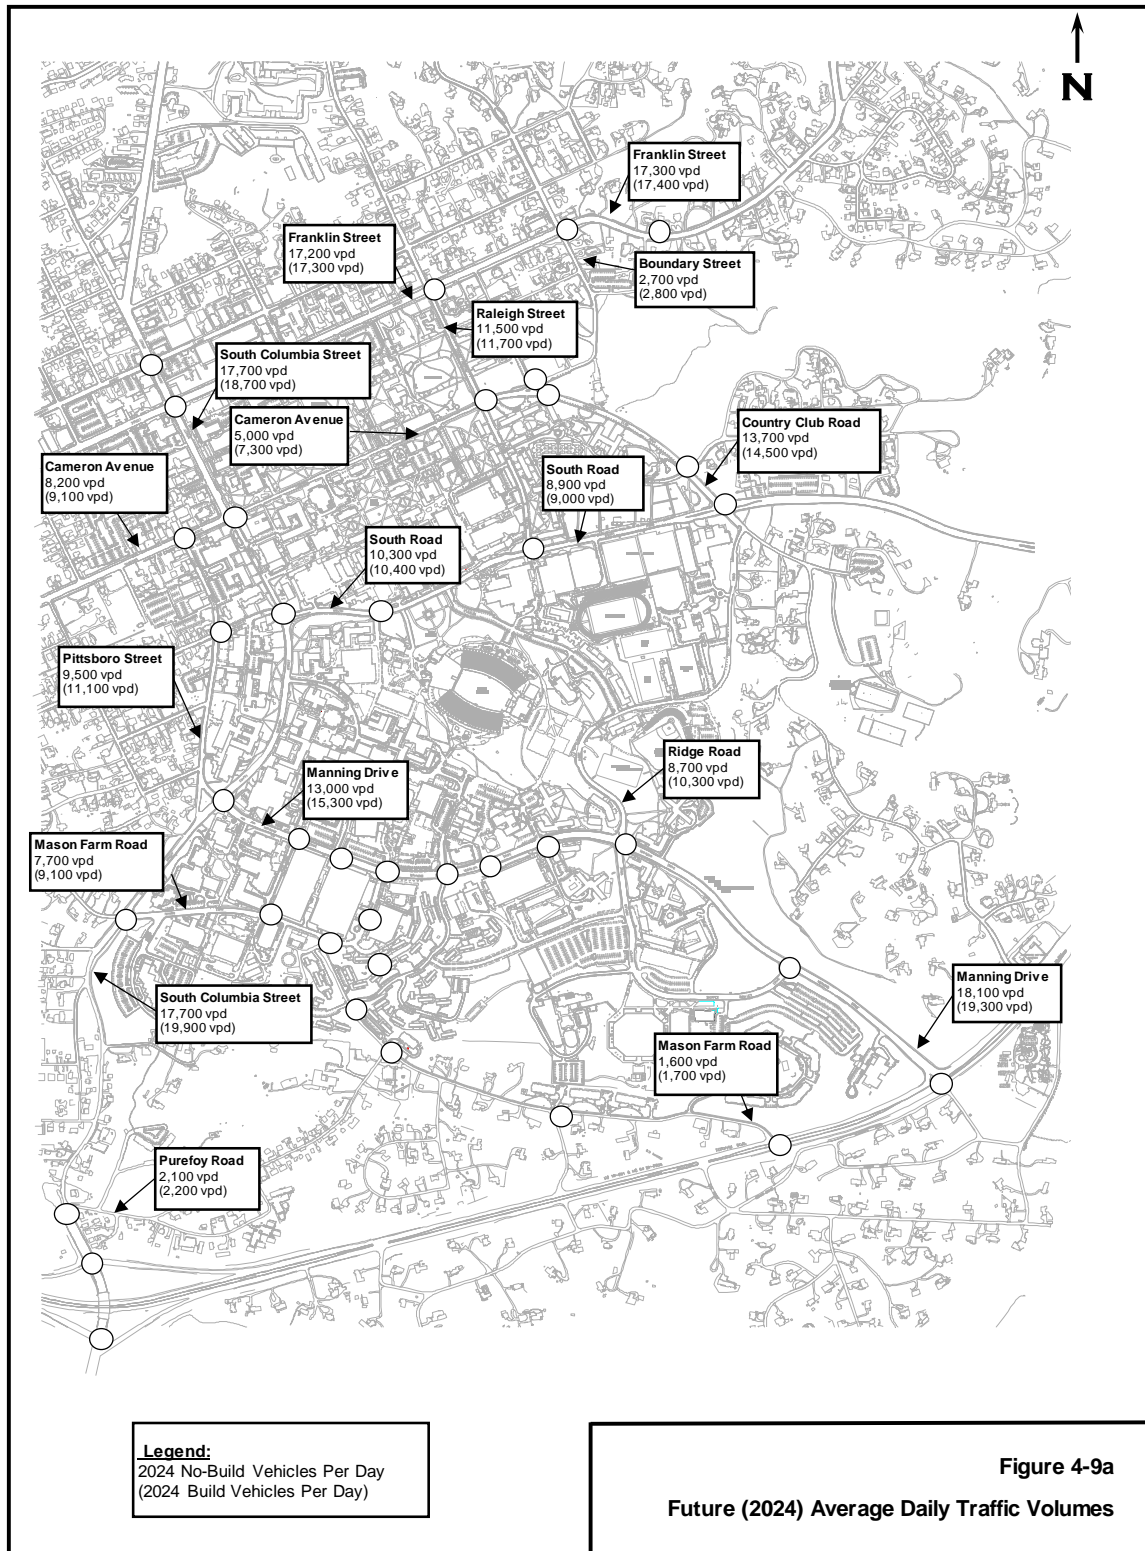 N
Franklin Street
17,300 vpd
(17,400 vpd)
Franklin Street
17,200 vpd
(17,300 vpd)
Boundary Street
2,700 vpd
(2,800 vpd)
Raleigh Street
11,500 vpd
(11,700 vpd)
South Columbia Street
17,700 vpd
(18,700 vpd)
Cameron Avenue
5,000 vpd
(7,300 vpd)
Country Club Road
13,700 vpd
(14,500 vpd)
Cameron Avenue
8,200 vpd
(9,100 vpd)
South Road
8,900 vpd
(9,000 vpd)
South Road
10,300 vpd
(10,400 vpd)
Pittsboro Street
9,500 vpd
(11,100 vpd)
Ridge Road
8,700 vpd
(10,300 vpd)
Manning Drive
13,000 vpd
(15,300 vpd)
Mason Farm Road
7,700 vpd
(9,100 vpd)
Manning Drive
18,100 vpd
(19,300 vpd)
South Columbia Street
17,700 vpd
(19,900 vpd)
Mason Farm Road
1,600 vpd
(1,700 vpd)
Purefoy Road
2,100 vpd
(2,200 vpd)
Legend:
2024 No-Build Vehicles Per Day
(2024 Build Vehicles Per Day)
Figure 4-9a
Future (2024) Average Daily Traffic Volumes